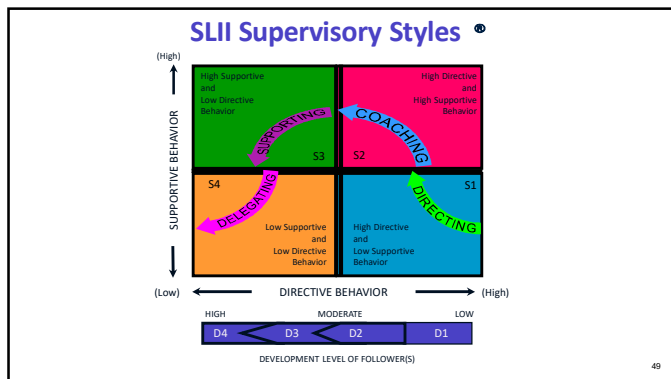 SLII Supervisory Styles ®
(High)
SUPPORTIVE BEHAVIOR
High Supportive
and
Low Directive
Behavior
High Directive
and
High Supportive
Behavior
SUPPORTING
COACHING
S3
S2
S4
S1
DELEGATING
DIRECTING
Low Supportive
and
Low Directive
Behavior
High Directive
and
Low Supportive
Behavior
(Low)
DIRECTIVE BEHAVIOR
(High)
HIGH
MODERATE
LOW
D4
D3
D2
D1
DEVELOPMENT LEVEL OF FOLLOWER(S)
49